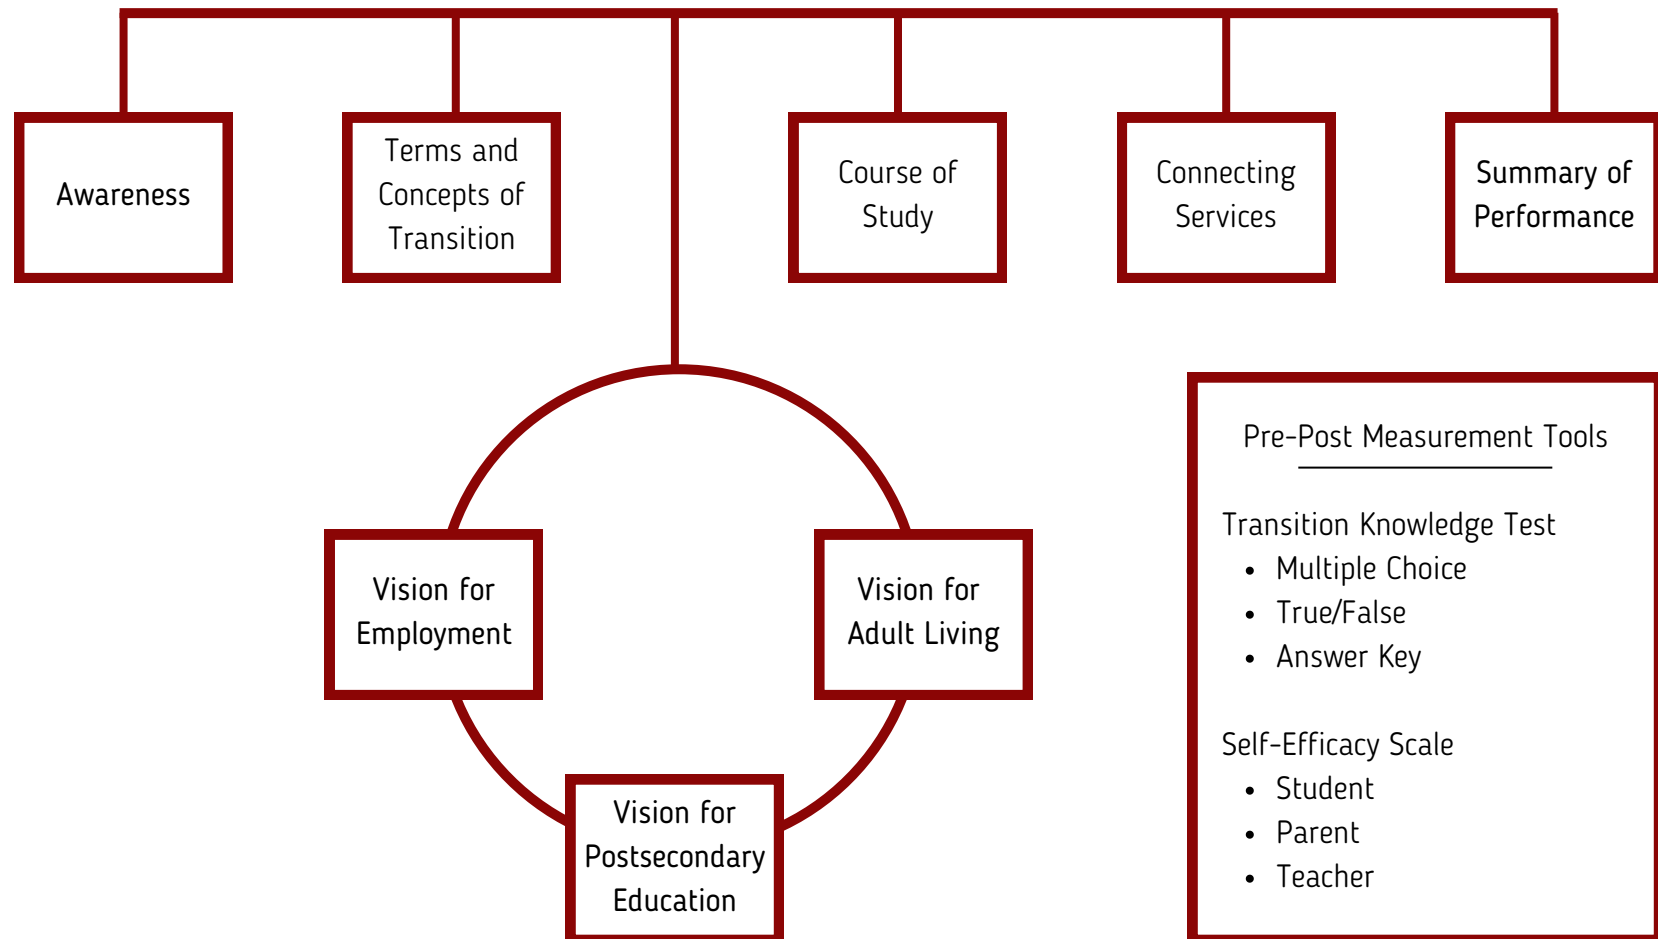 Awareness
Terms and
Concepts of
Transition
Course of
Study
Connecting
Services
Summary of
Performance
Vision for
Employment
Vision for
Adult Living
Vision for
Postsecondary
Education
Pre-Post Measurement Tools
Transition Knowledge Test
• Multiple Choice
• True/False
• Answer Key
Self-Efficacy Scale
• Student
• Parent
• Teacher